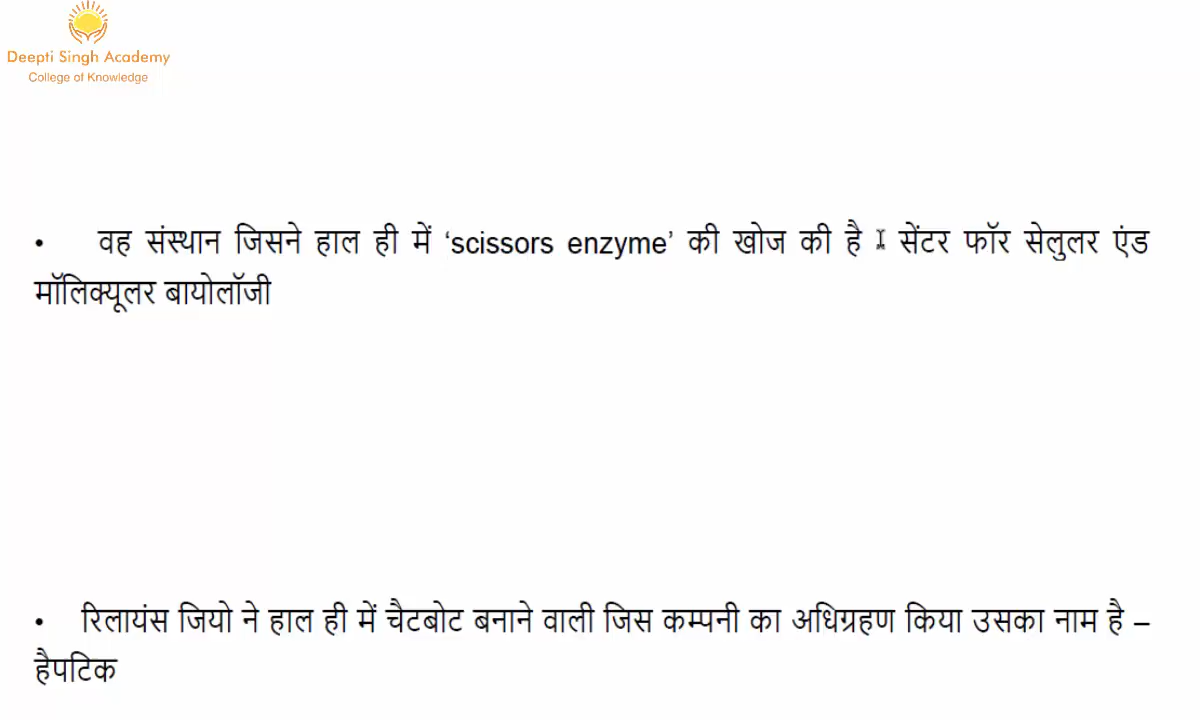 Deepti Singh Academy
College of Knowledge
• वह संस्थान जिसने हाल ही में ‘scissors enzyme’ की खोज की है सेंटर फॉर सेलुलर एंड
मॉलिक्यूलर बायोलॉजी
• रिलायंस जियो ने हाल ही में चैटबोट बनाने वाली जिस कम्पनी का अधिग्रहण किया उसका नाम है –
हैपटिक